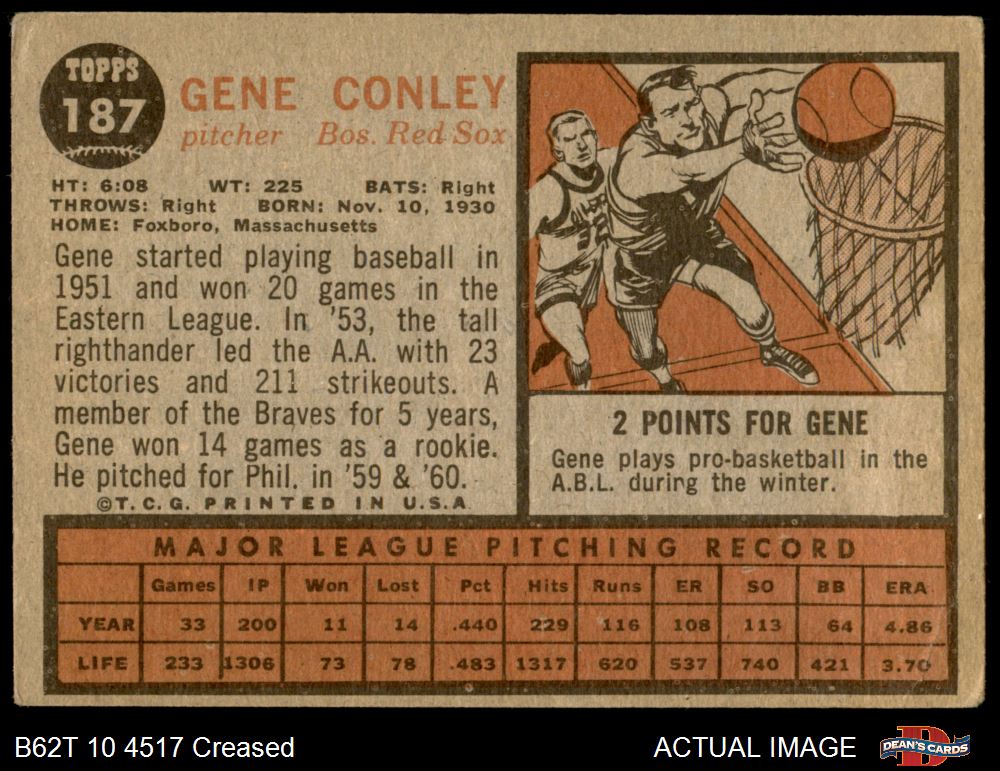 TOPPS
187
GENE CONLEY
pitcher Bos. Red Sox
HT: 6:08 WT: 225 BATS: Right
THROWS: Right BORN: Nov. 10, 1930
HOME: Foxboro, Massachusetts
Gene started playing baseball in
1951 and won 20 games in the
Eastern League. In '53, the tall
righthander led the A.A. with 23
victories and 211 strikeouts. A
member of the Braves for 5 years,
Gene won 14 games as a rookie.
He pitched for Phil. in '59 & '60.
©T.C.G. PRINTED IN U.S.A.
2 POINTS FOR GENE
Gene plays pro-basketball in the
A.B.L. during the winter.
MAJOR LEAGUE PITCHING RECORD
Games IP Won Lost Pct Hits Runs ER SO BB ERA
YEAR 33 200 11 14 .440 229 116 108 113 64 4.86
LIFE 233 1306 73 78 .483 1317 620 537 740 421 3.70
B62T 10 4517 Creased
ACTUAL IMAGE
DEAN'S CARDS